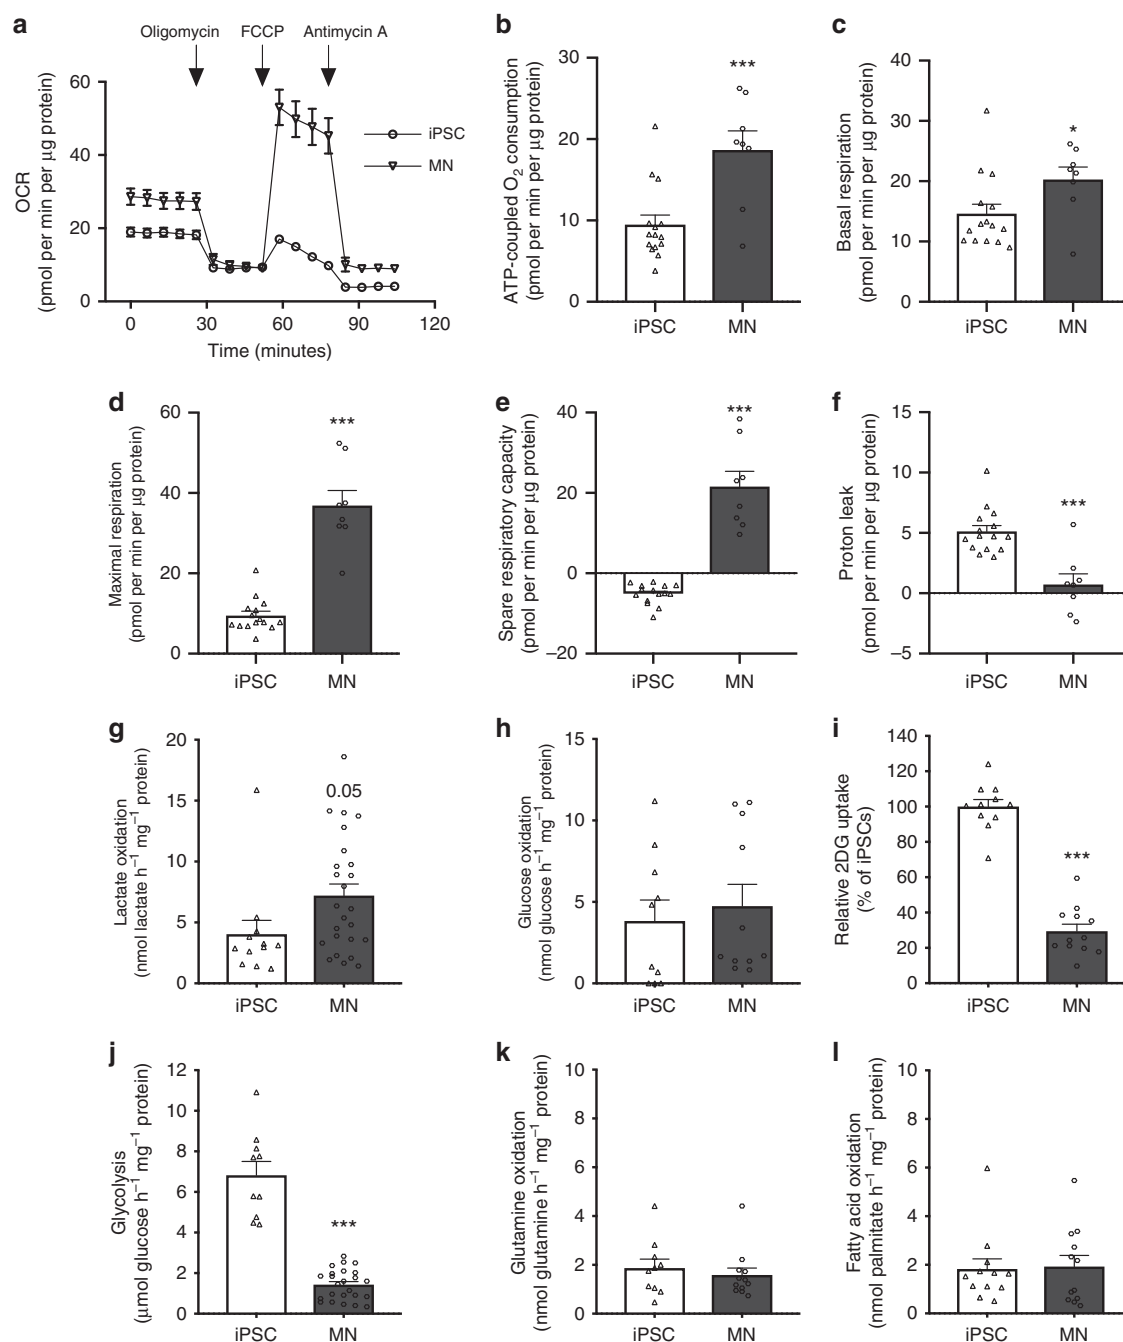 a
Oligomycin FCCP Antimycin A
OCR
(pmol per min per μg protein)
60
40
20
0
0 30 60 90 120
Time (minutes)
iPSC
MN
b
ATP-coupled O2 consumption
(pmol per min per μg protein)
30
20
10
0
***
iPSC MN
c
Basal respiration
(pmol per min per μg protein)
40
30
20
10
0
*
iPSC MN
d
Maximal respiration
(pmol per min per μg protein)
60
40
20
0
***
iPSC MN
e
Spare respiratory capacity
(pmol per min per μg protein)
40
20
0
–20
***
iPSC MN
f
Proton leak
(pmol per min per μg protein)
15
10
5
0
–5
***
iPSC MN
g
Lactate oxidation
(nmol lactate h–1 mg–1 protein)
20
15
10
5
0
0.05
iPSC MN
h
Glucose oxidation
(nmol glucose h–1 mg–1 protein)
15
10
5
0
iPSC MN
i
Relative 2DG uptake
(% of iPSCs)
140
120
100
80
60
40
20
0
***
iPSC MN
j
Glycolysis
(μmol glucose h–1 mg–1 protein)
12
10
8
6
4
2
0
***
iPSC MN
k
Glutamine oxidation
(nmol glutamine h–1 mg–1 protein)
10
8
6
4
2
0
iPSC MN
l
Fatty acid oxidation
(nmol palmitate h–1 mg–1 protein)
10
8
6
4
2
0
iPSC MN